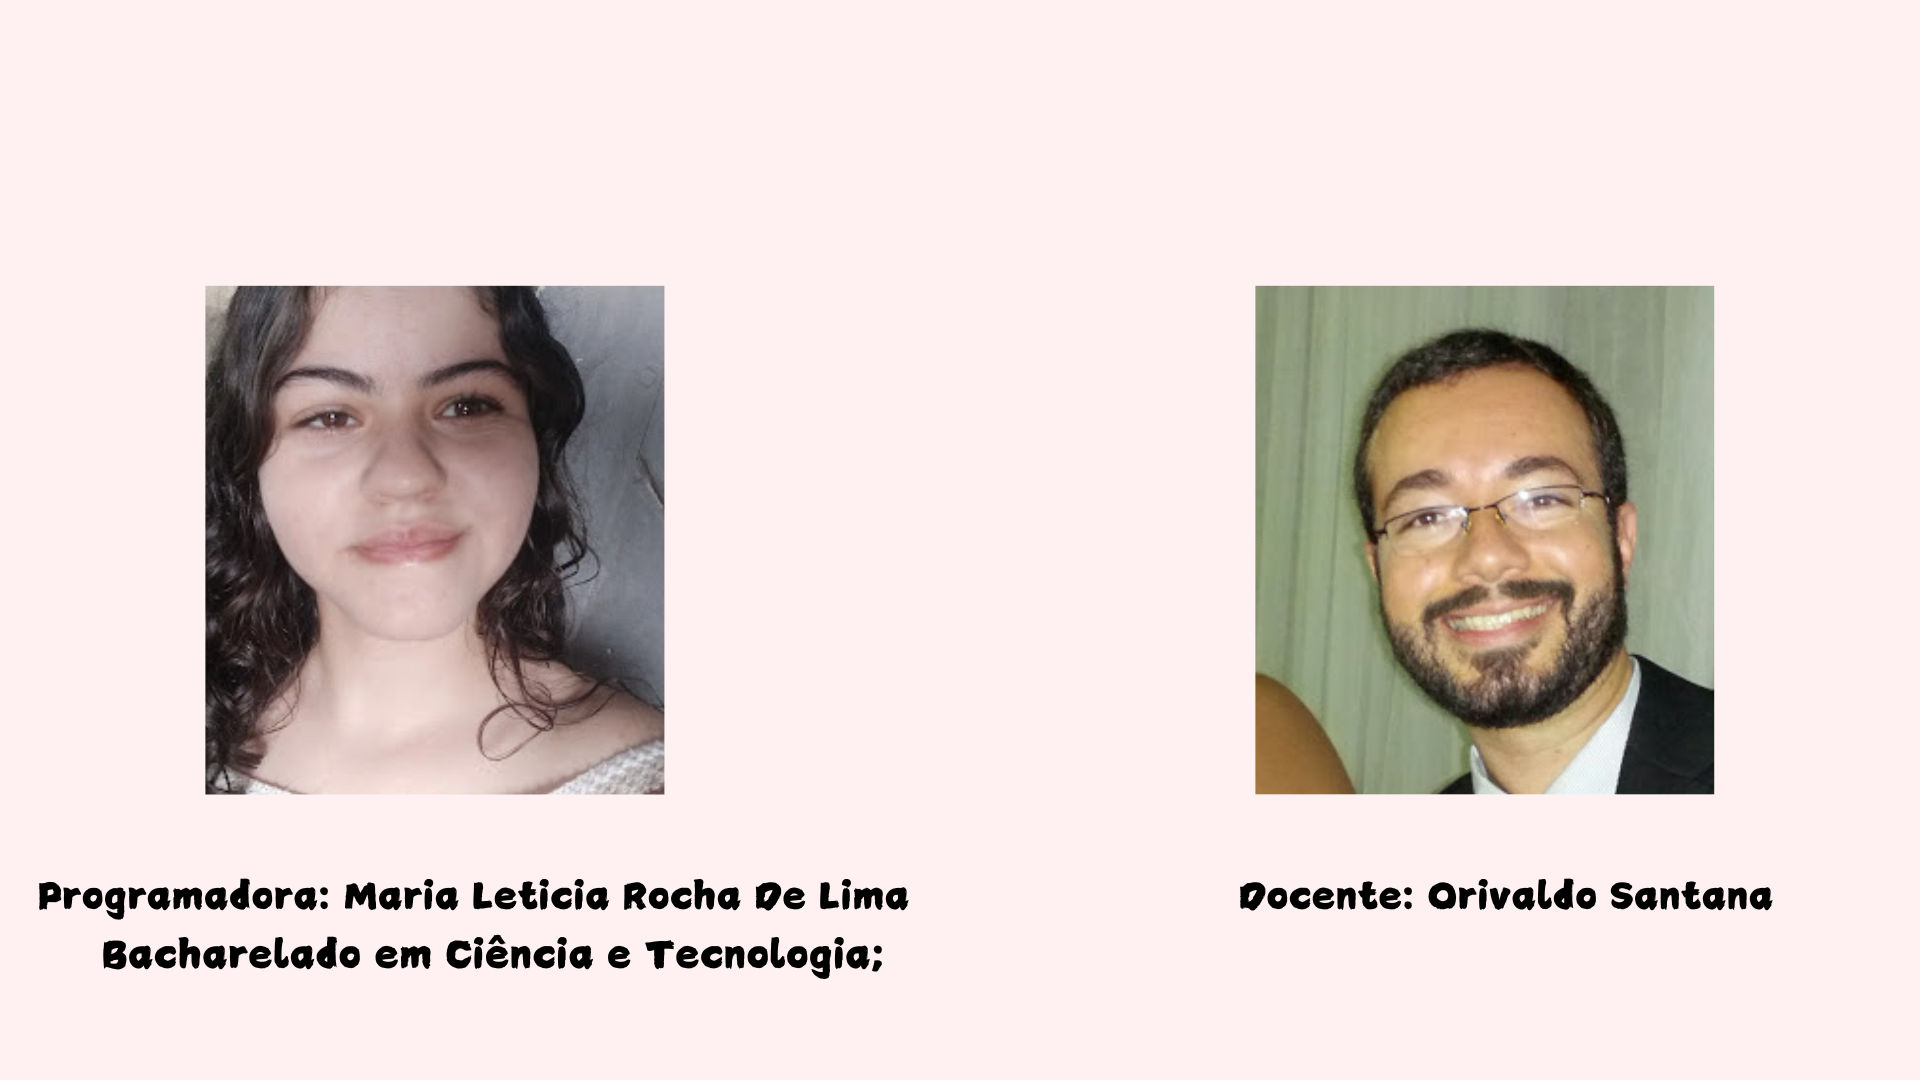 Programadora: Maria Leticia Rocha De Lima
Bacharelado em Ciência e Tecnologia;
Docente: Orivaldo Santana